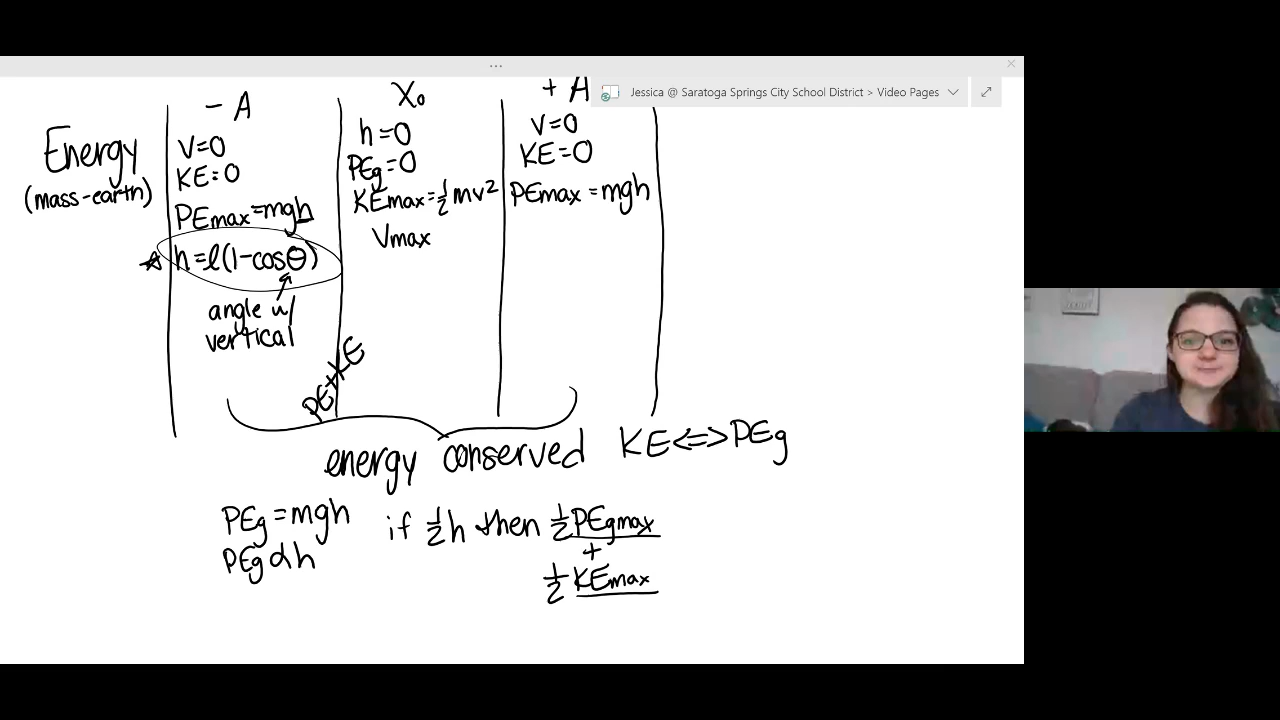 ...
Jessica @ Saratoga Springs City School District > Video Pages
- A
X₀
+ A
Energy
(mass-earth)
V=0
KE=0
PEmax=mgh
☆ h=ℓ(1-cosθ)
angle w/
vertical
h=0
PEg=0
KEmax=½mv²
Vmax
V=0
KE=0
PEmax=mgh
PE+KE
energy conserved KE<=>PEg
PEg=mgh if ½h then ½PEgmax
PEg∝h
+
½KEmax